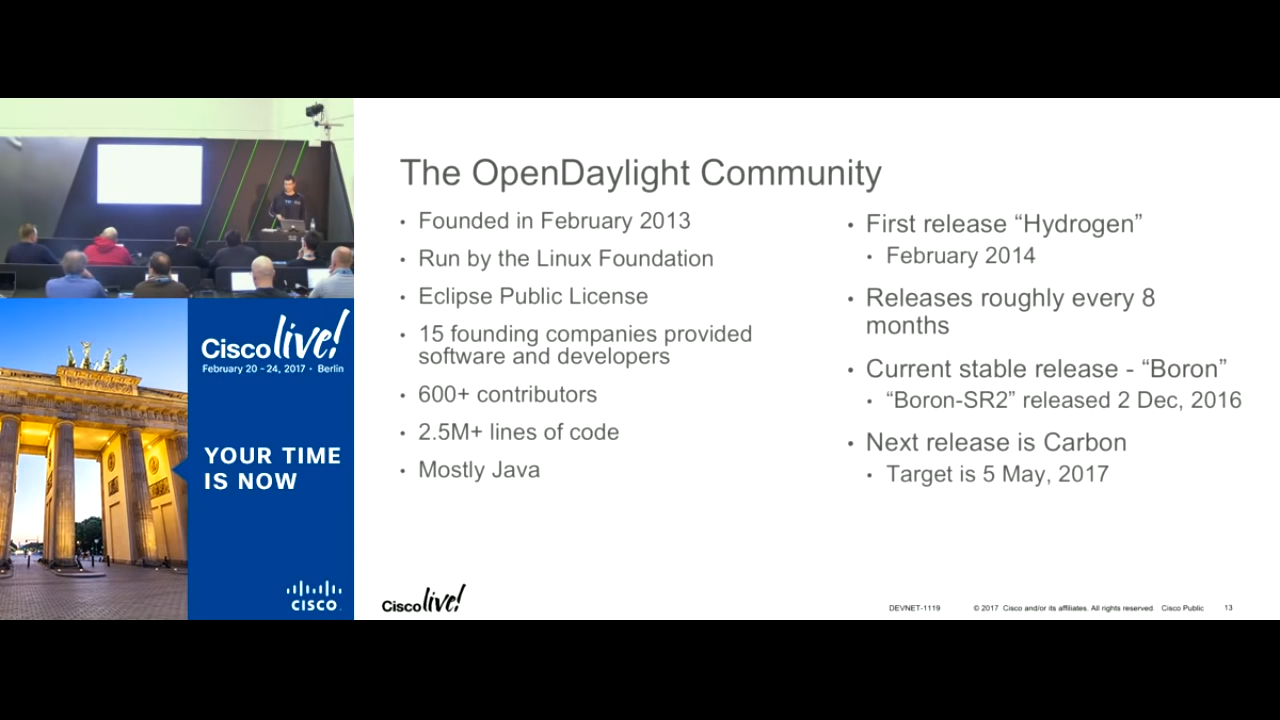 The OpenDaylight Community
• Founded in February 2013
• Run by the Linux Foundation
• Eclipse Public License
• 15 founding companies provided
software and developers
• 600+ contributors
• 2.5M+ lines of code
• Mostly Java
• First release “Hydrogen”
• February 2014
• Releases roughly every 8
months
• Current stable release - “Boron”
• “Boron-SR2” released 2 Dec, 2016
• Next release is Carbon
• Target is 5 May, 2017
Cisco live!
February 20 - 24, 2017 • Berlin
YOUR TIME
IS NOW
CISCO
Cisco live!
DEVNET-1119 © 2017 Cisco and/or its affiliates. All rights reserved. Cisco Public 13